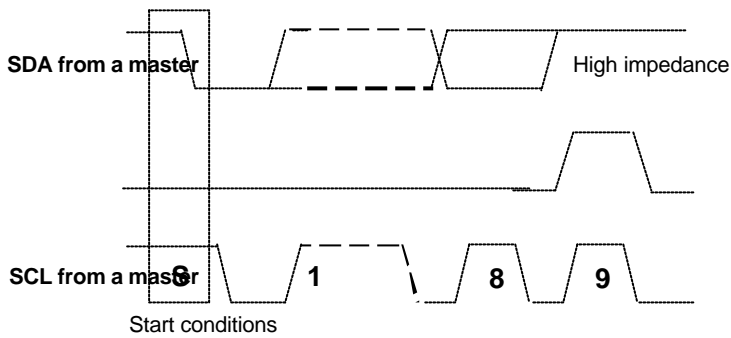 SDA from a master
High impedance
SCL from a master
S
1
8
9
Start conditions